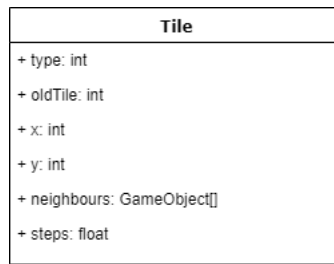 Tile
+ type: int
+ oldTile: int
+ x: int
+ y: int
+ neighbours: GameObject[]
+ steps: float